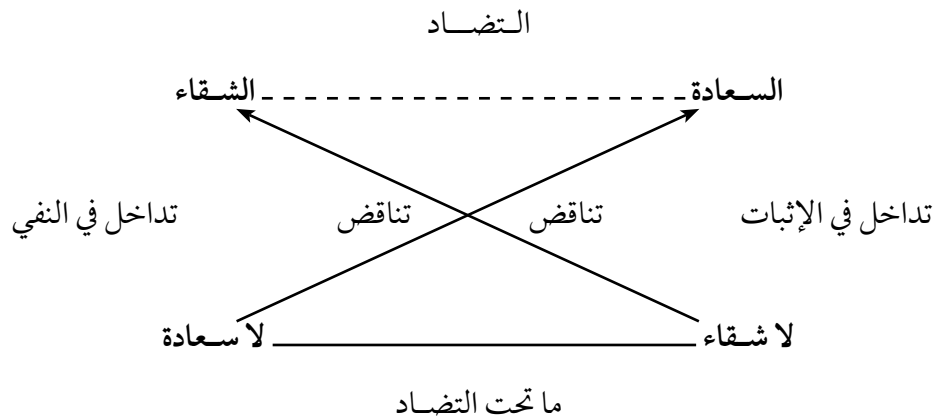 التضاد
السعادة الشقاء
تداخل في الإثبات تناقض تناقض تداخل في النفي
لا شقاء لا سعادة
ما تحت التضاد